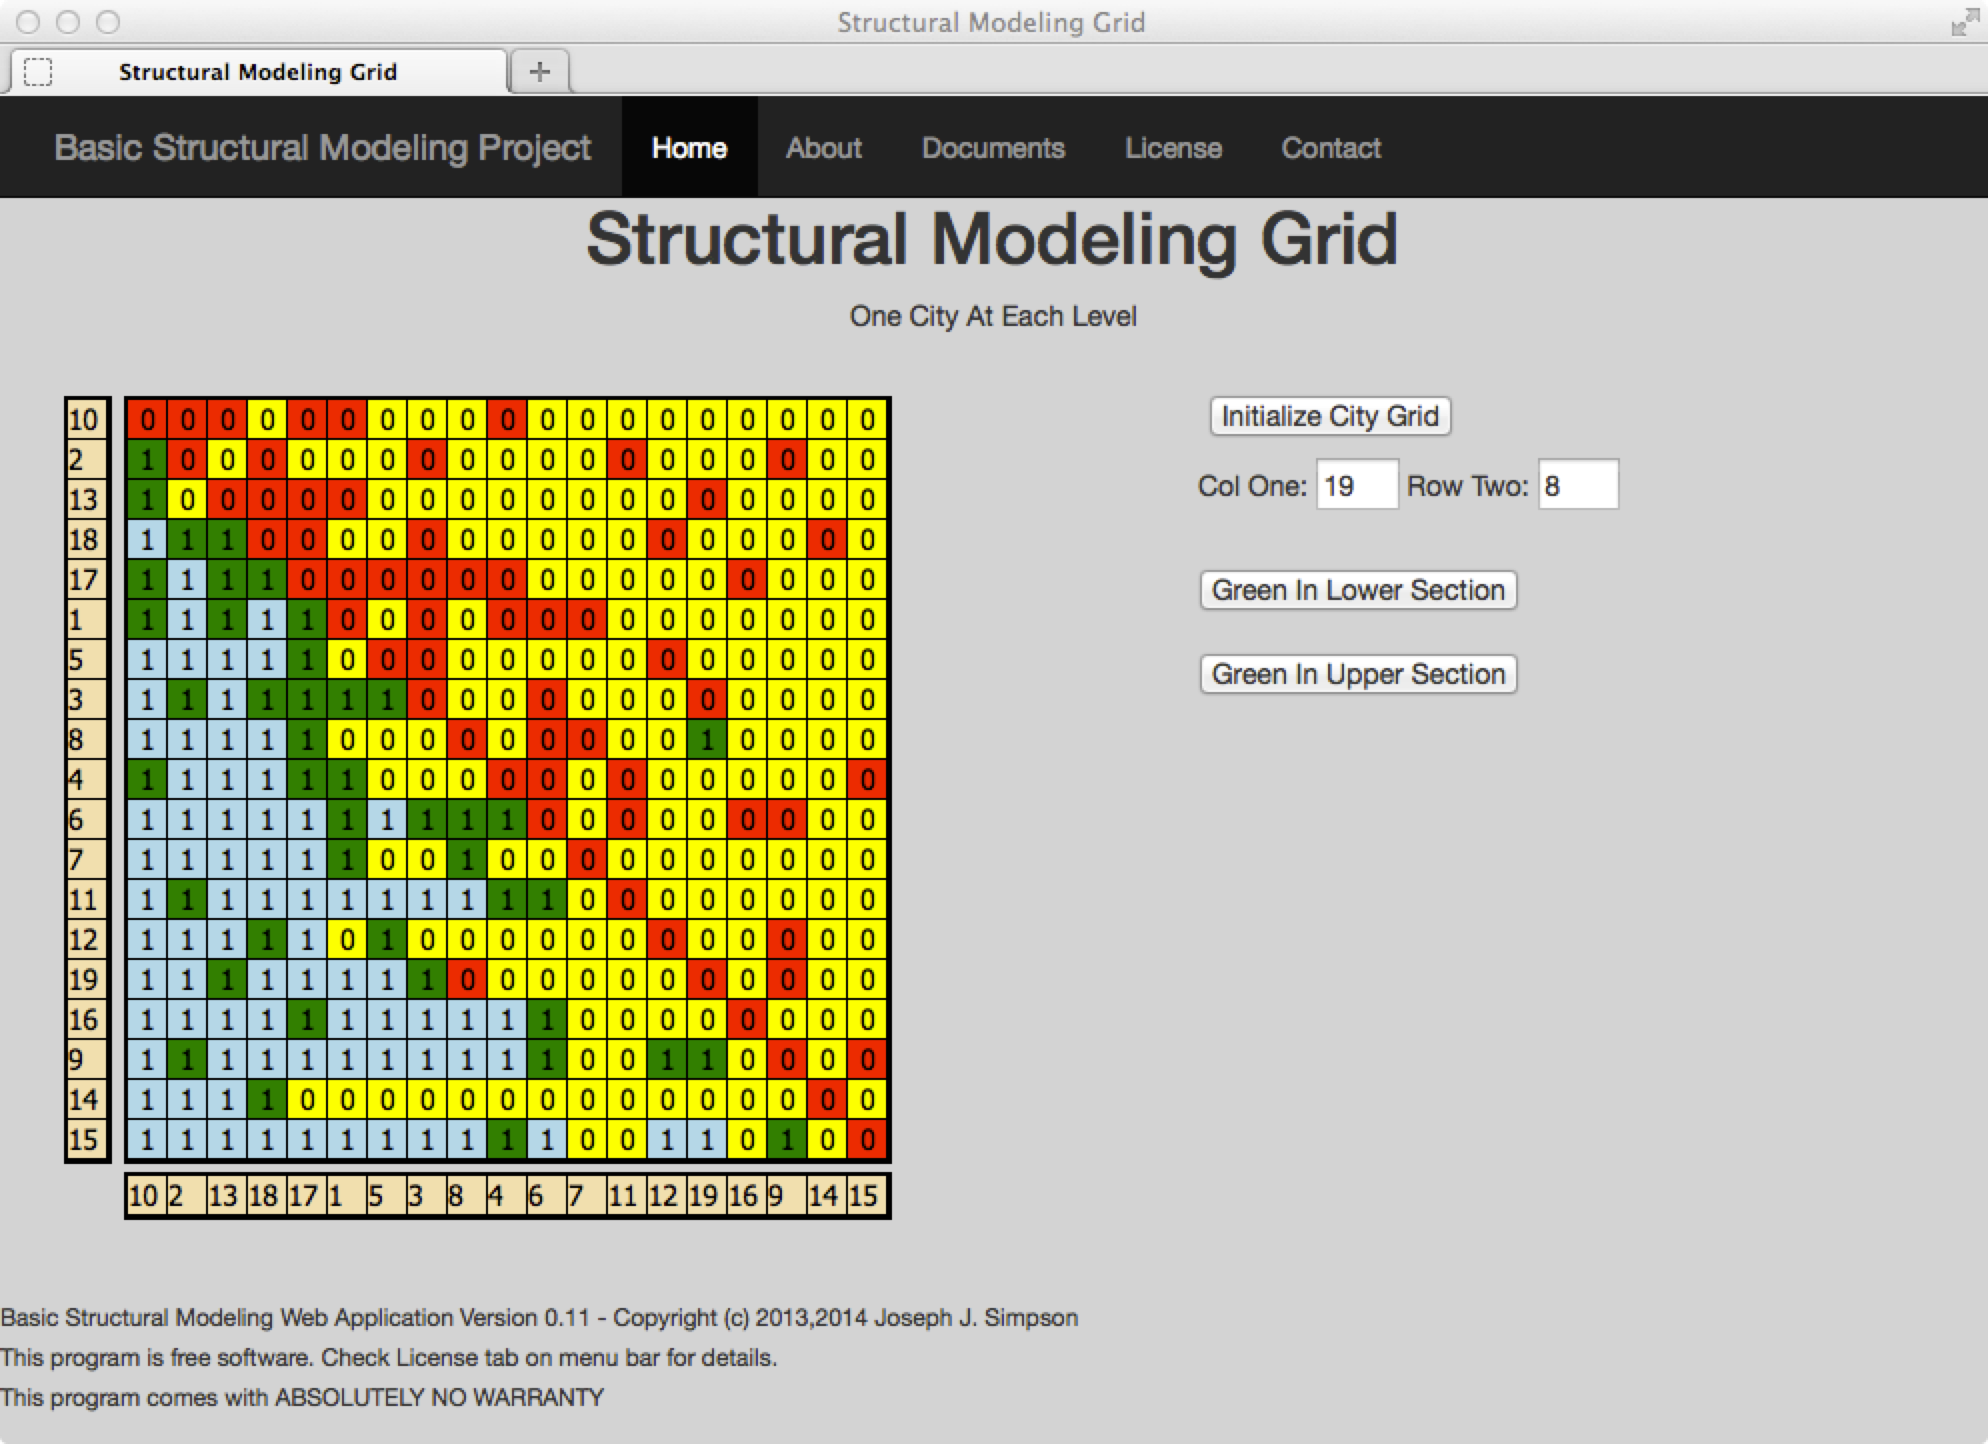 Structural Modeling Grid
Structural Modeling Grid +
Basic Structural Modeling Project Home About Documents License Contact
Structural Modeling Grid
One City At Each Level
Initialize City Grid
Col One: 19 Row Two: 8
Green In Lower Section
Green In Upper Section
10 0 0 0 0 0 0 0 0 0 0 0 0 0 0 0 0 0 0 0
2 1 0 0 0 0 0 0 0 0 0 0 0 0 0 0 0 0 0 0
13 1 0 0 0 0 0 0 0 0 0 0 0 0 0 0 0 0 0 0
18 1 1 1 0 0 0 0 0 0 0 0 0 0 0 0 0 0 0 0
17 1 1 1 1 0 0 0 0 0 0 0 0 0 0 0 0 0 0 0
1 1 1 1 1 1 0 0 0 0 0 0 0 0 0 0 0 0 0 0
5 1 1 1 1 1 0 0 0 0 0 0 0 0 0 0 0 0 0 0
3 1 1 1 1 1 1 1 0 0 0 0 0 0 0 0 0 0 0 0
8 1 1 1 1 1 0 0 0 0 0 0 0 0 0 1 0 0 0 0
4 1 1 1 1 1 1 0 0 0 0 0 0 0 0 0 0 0 0 0
6 1 1 1 1 1 1 1 1 1 1 0 0 0 0 0 0 0 0 0
7 1 1 1 1 1 1 0 0 1 0 0 0 0 0 0 0 0 0 0
11 1 1 1 1 1 1 1 1 1 1 1 0 0 0 0 0 0 0 0
12 1 1 1 1 1 0 1 0 0 0 0 0 0 0 0 0 0 0 0
19 1 1 1 1 1 1 1 1 0 0 0 0 0 0 0 0 0 0 0
16 1 1 1 1 1 1 1 1 1 1 1 0 0 0 0 0 0 0 0
9 1 1 1 1 1 1 1 1 1 1 1 0 0 1 1 0 0 0 0
14 1 1 1 1 0 0 0 0 0 0 0 0 0 0 0 0 0 0 0
15 1 1 1 1 1 1 1 1 1 1 1 0 0 1 1 0 1 0 0
10 2 13 18 17 1 5 3 8 4 6 7 11 12 19 16 9 14 15
Basic Structural Modeling Web Application Version 0.11 - Copyright (c) 2013,2014 Joseph J. Simpson
This program is free software. Check License tab on menu bar for details.
This program comes with ABSOLUTELY NO WARRANTY